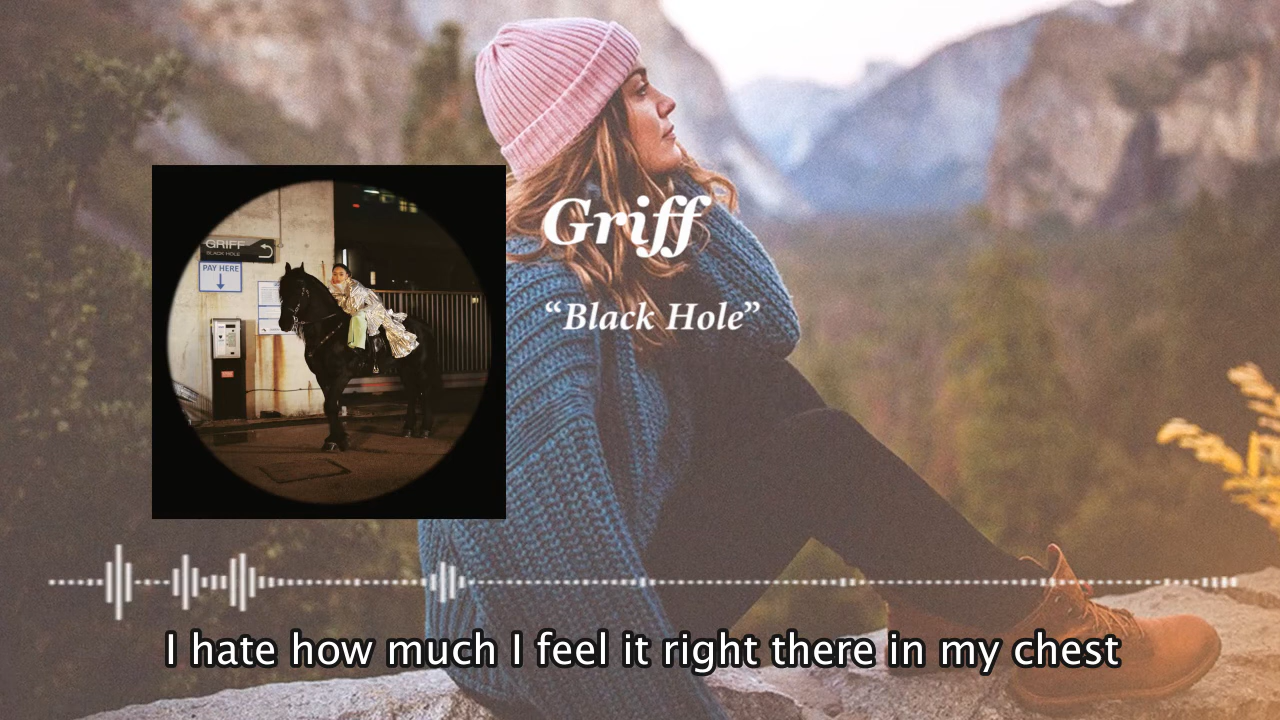 GRIFF
BLACK HOLE
PAY HERE
Griff
“Black Hole”
I hate how much I feel it right there in my chest